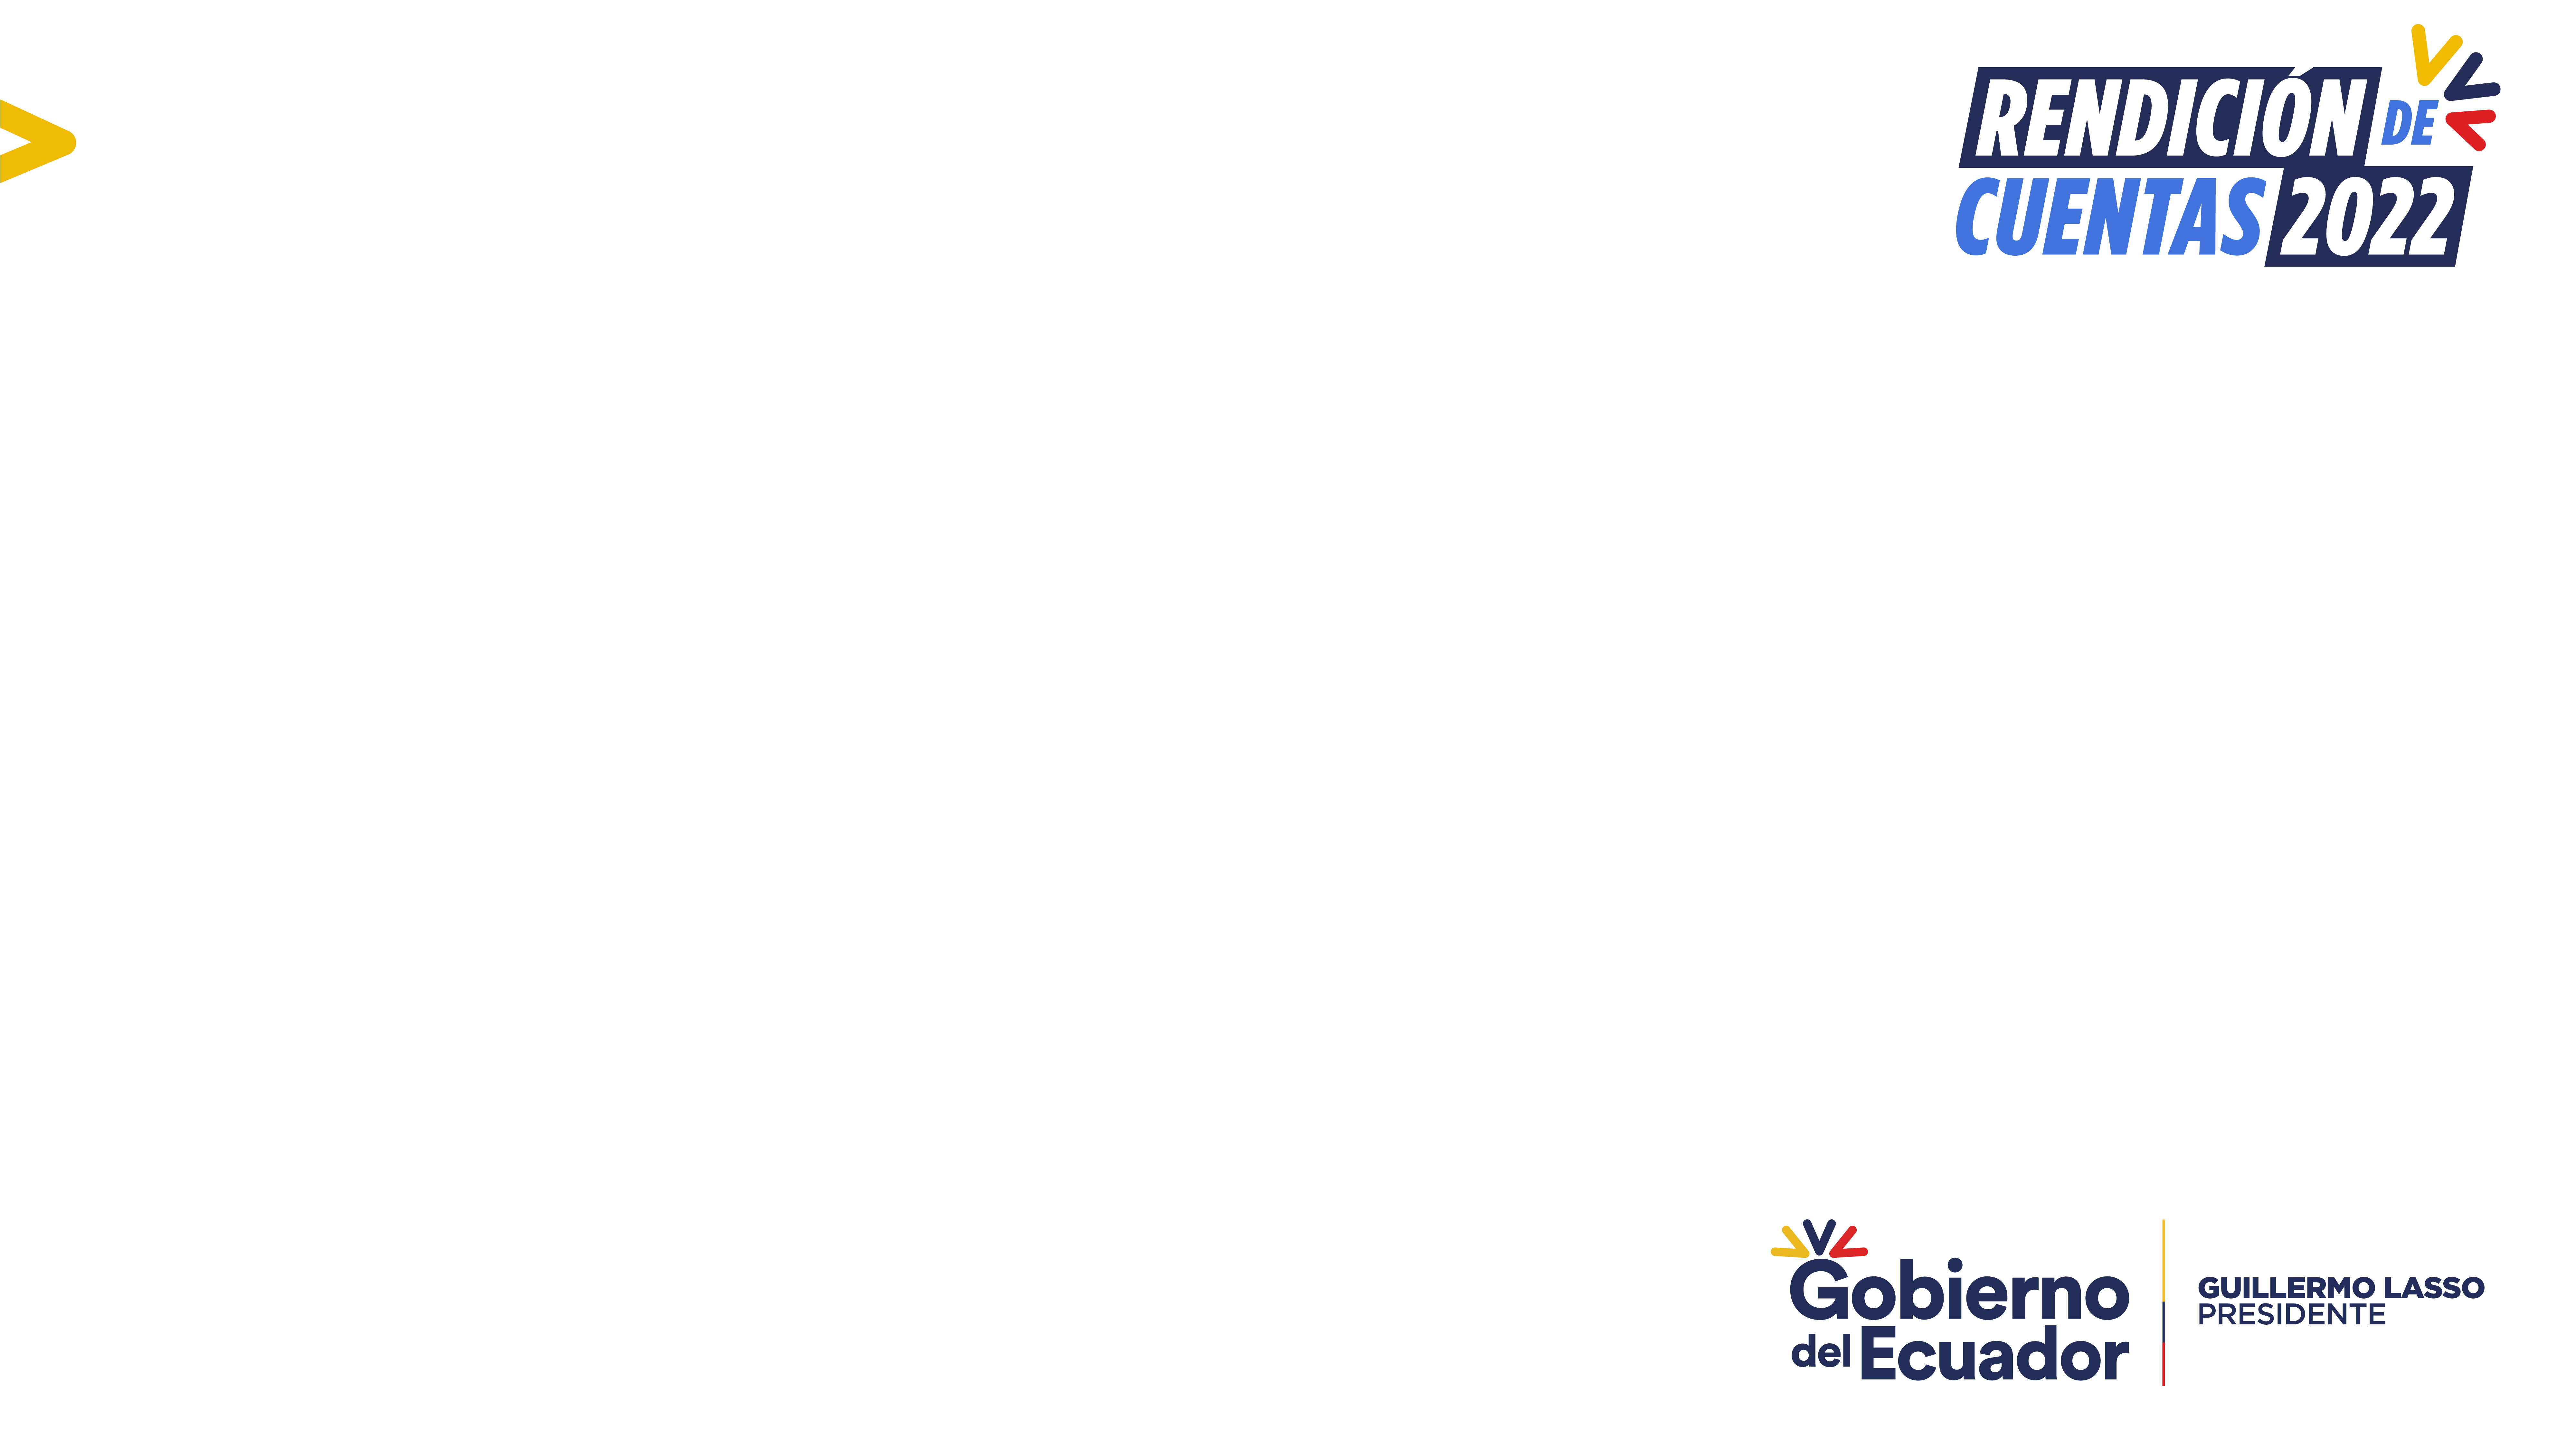 RENDICIÓN DE
CUENTAS 2022
Gobierno
del Ecuador
GUILLERMO LASSO
PRESIDENTE